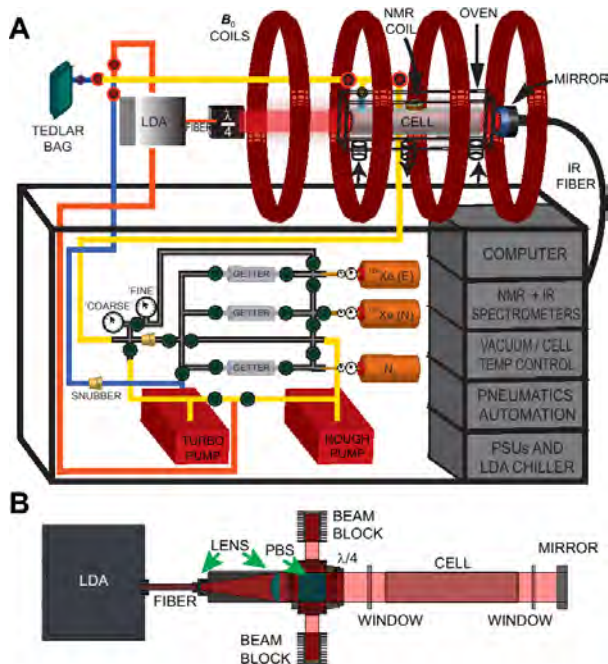 A
B₀
COILS
NMR
COIL
OVEN
MIRROR
TEDLAR
BAG
LDA
FIBER
λ
4
CELL
IR
FIBER
COMPUTER
'FINE'
'COARSE'
GETTER
Xe (E)
NMR + IR
SPECTROMETERS
GETTER
Xe (N)
VACUUM / CELL
TEMP CONTROL
GETTER
N
SNUBBER
PNEUMATICS
AUTOMATION
TURBO
PUMP
ROUGH
PUMP
PSUs AND
LDA CHILLER
B
BEAM
BLOCK
LENS
PBS
λ/4
MIRROR
LDA
CELL
FIBER
WINDOW
WINDOW
BEAM
BLOCK